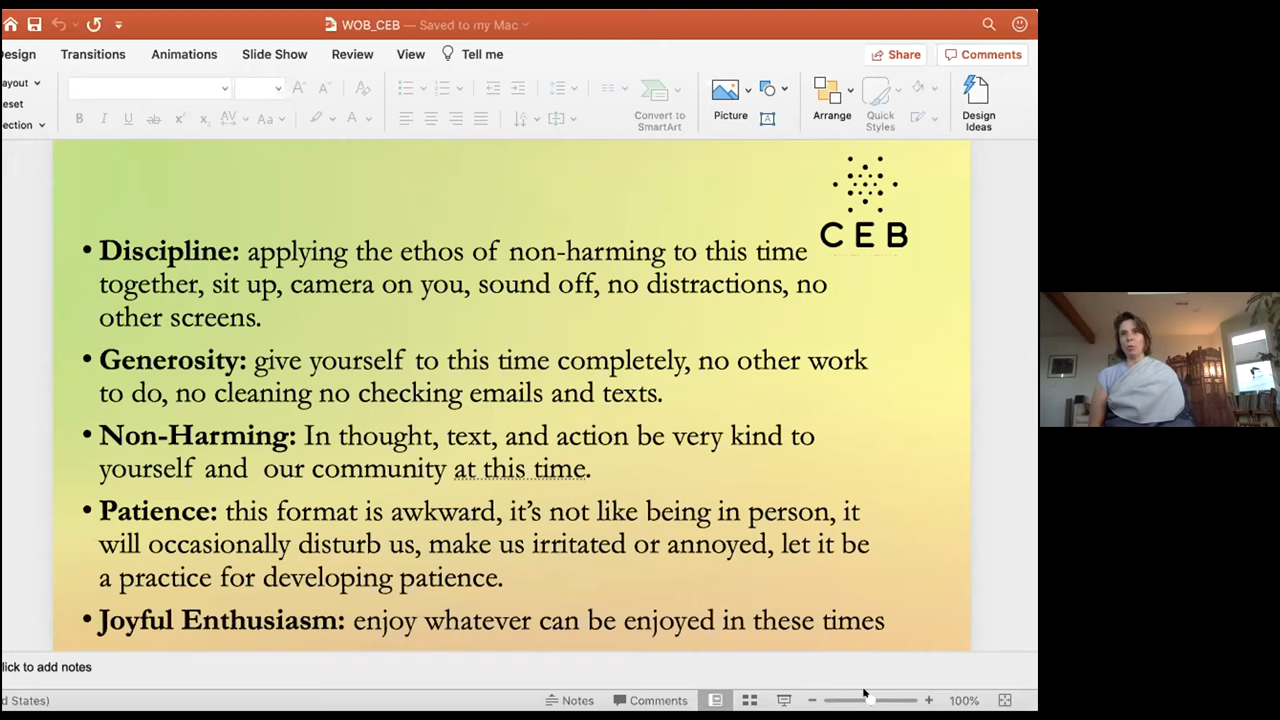 WOB_CEB — Saved to my Mac
esign Transitions Animations Slide Show Review View Tell me Share Comments
ayout
eset
ection
B I U ab x² x₂ AV Aa A
Convert to SmartArt
Picture
Arrange
Quick Styles
Design Ideas
CEB
• Discipline: applying the ethos of non-harming to this time
together, sit up, camera on you, sound off, no distractions, no
other screens.
• Generosity: give yourself to this time completely, no other work
to do, no cleaning no checking emails and texts.
• Non-Harming: In thought, text, and action be very kind to
yourself and our community at this time.
• Patience: this format is awkward, it’s not like being in person, it
will occasionally disturb us, make us irritated or annoyed, let it be
a practice for developing patience.
• Joyful Enthusiasm: enjoy whatever can be enjoyed in these times
lick to add notes
d States) Notes Comments 100%